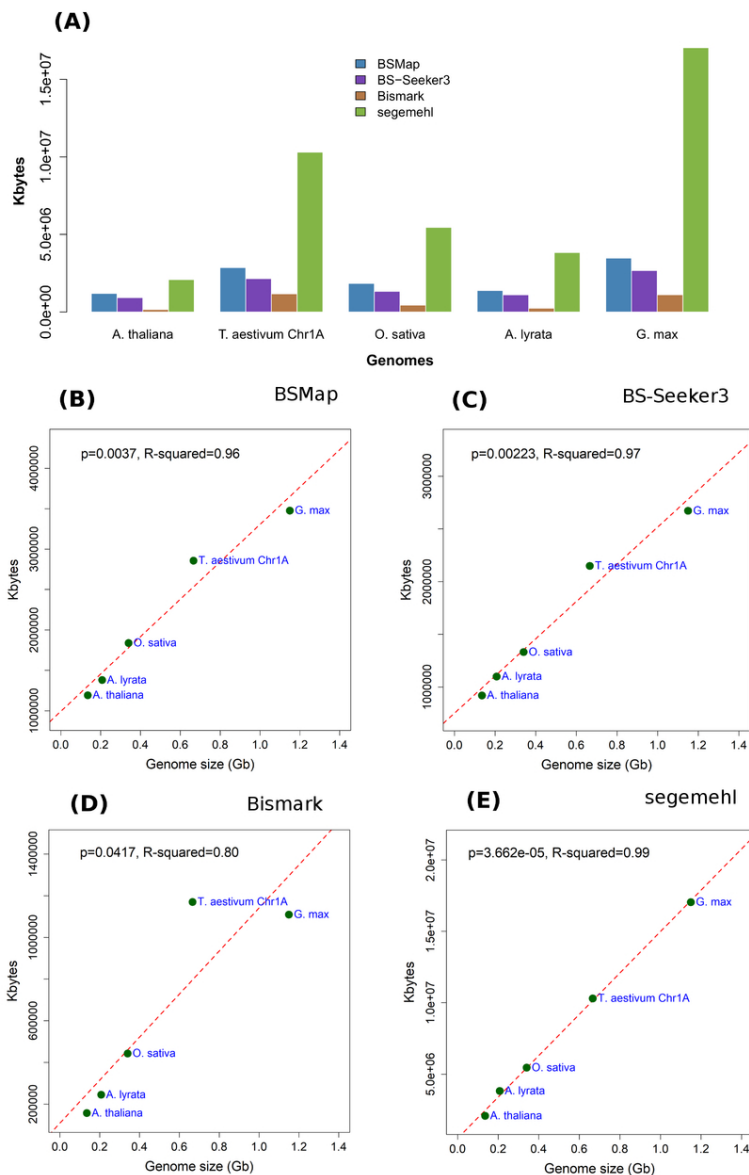 (A)
BSMap
BS-Seeker3
Bismark
segemehl
Kbytes
1.5e+07
1.0e+07
5.0e+06
0.0e+00
A. thaliana T. aestivum Chr1A O. sativa A. lyrata G. max
Genomes
(B) BSMap
p=0.0037, R-squared=0.96
Kbytes
4000000
3000000
2000000
1000000
G. max
T. aestivum Chr1A
O. sativa
A. lyrata
A. thaliana
0.0 0.2 0.4 0.6 0.8 1.0 1.2 1.4
Genome size (Gb)
(C) BS-Seeker3
p=0.00223, R-squared=0.97
Kbytes
3000000
2000000
1000000
G. max
T. aestivum Chr1A
O. sativa
A. lyrata
A. thaliana
0.0 0.2 0.4 0.6 0.8 1.0 1.2 1.4
Genome size (Gb)
(D) Bismark
p=0.0417, R-squared=0.80
Kbytes
1400000
1000000
600000
200000
T. aestivum Chr1A
G. max
O. sativa
A. lyrata
A. thaliana
0.0 0.2 0.4 0.6 0.8 1.0 1.2 1.4
Genome size (Gb)
(E) segemehl
p=3.662e-05, R-squared=0.99
Kbytes
2.0e+07
1.5e+07
1.0e+07
5.0e+06
G. max
T. aestivum Chr1A
O. sativa
A. lyrata
A. thaliana
0.0 0.2 0.4 0.6 0.8 1.0 1.2 1.4
Genome size (Gb)